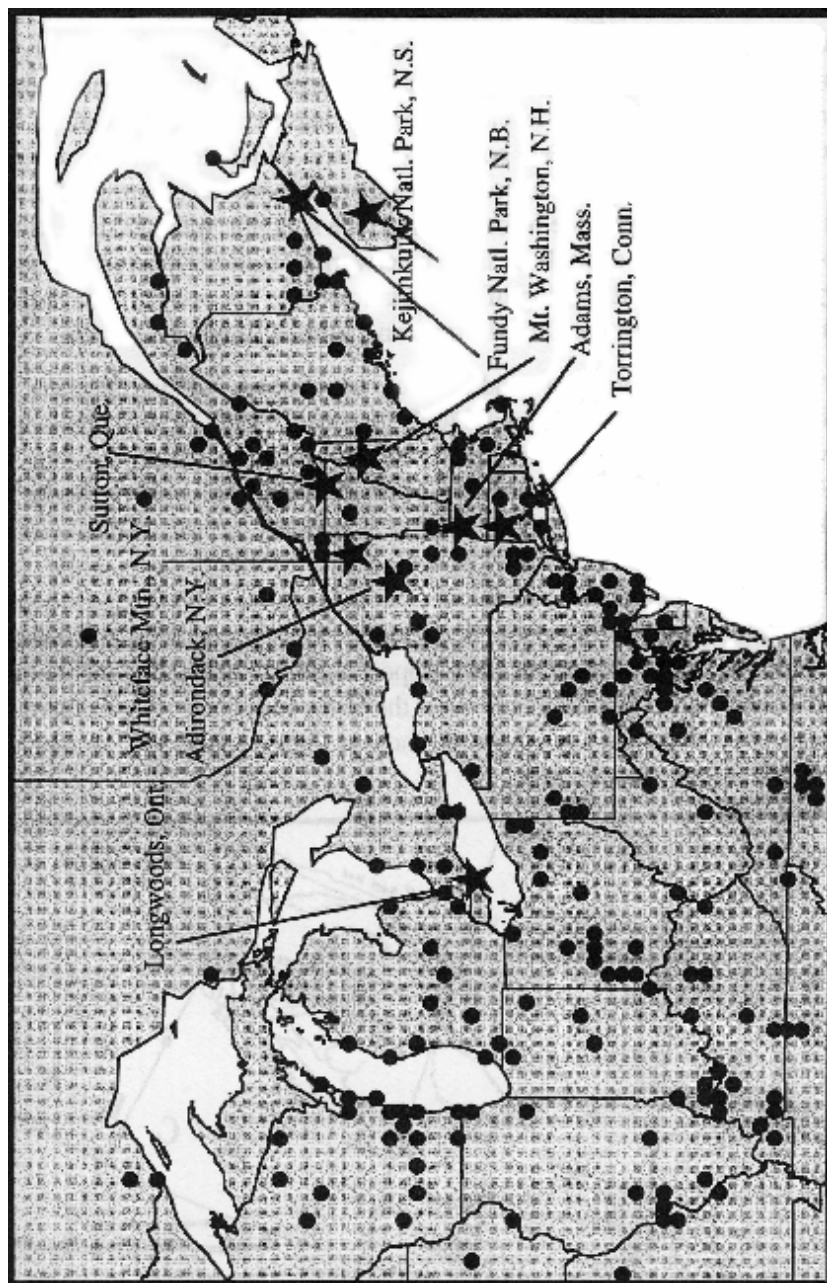 Longwoods, Ont.
Adirondack- N-Y
Whiteface Mtn., N Y
Sutton, Que.
Kejimkujik Natl. Park, N.S.
Fundy Natl. Park, N.B.
Mt. Washington, N.H.
Adams, Mass.
Torrington, Conn.